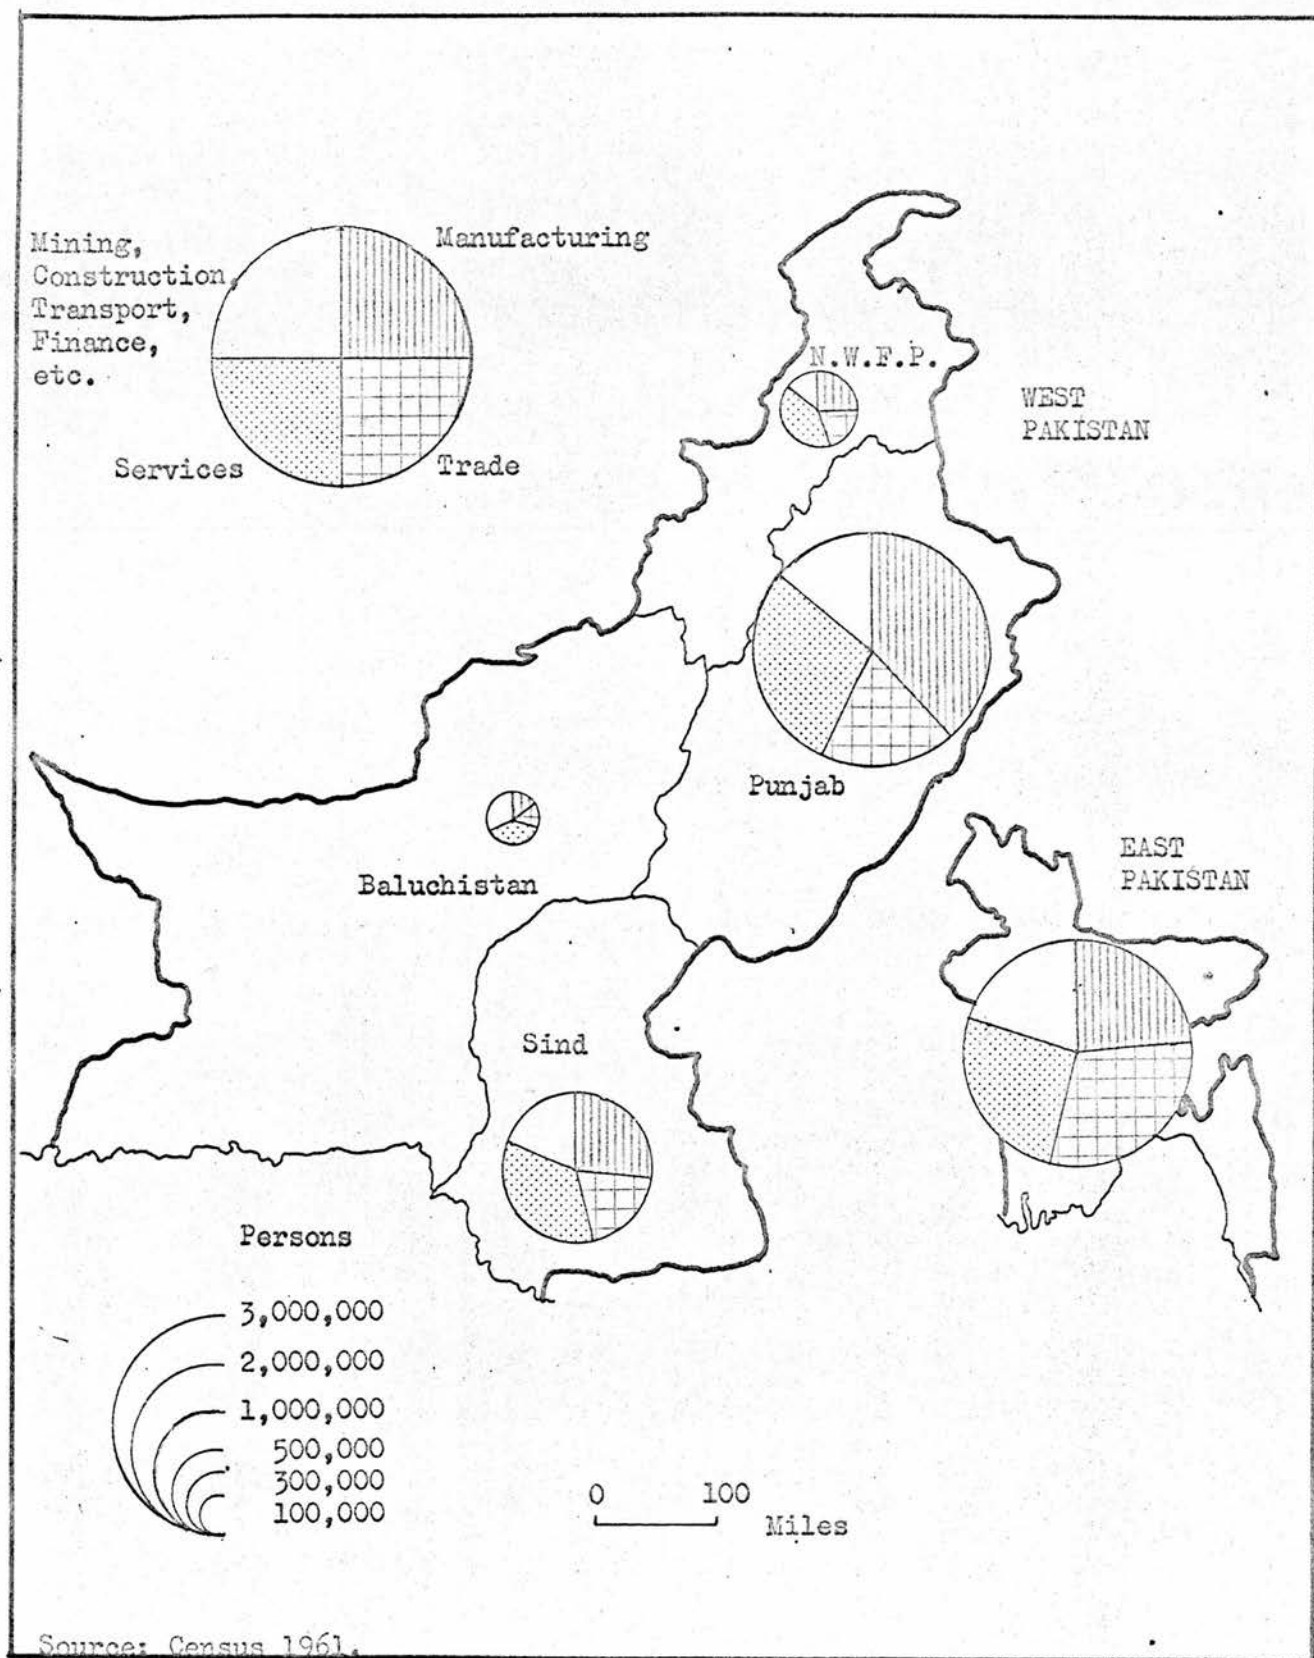 Mining,
Construction,
Transport,
Finance,
etc.
Manufacturing
Services
Trade
N.W.F.P.
WEST
PAKISTAN
Punjab
EAST
PAKISTAN
Baluchistan
Sind
Persons
3,000,000
2,000,000
1,000,000
500,000
300,000
100,000
0 100
Miles
Source: Census 1961.